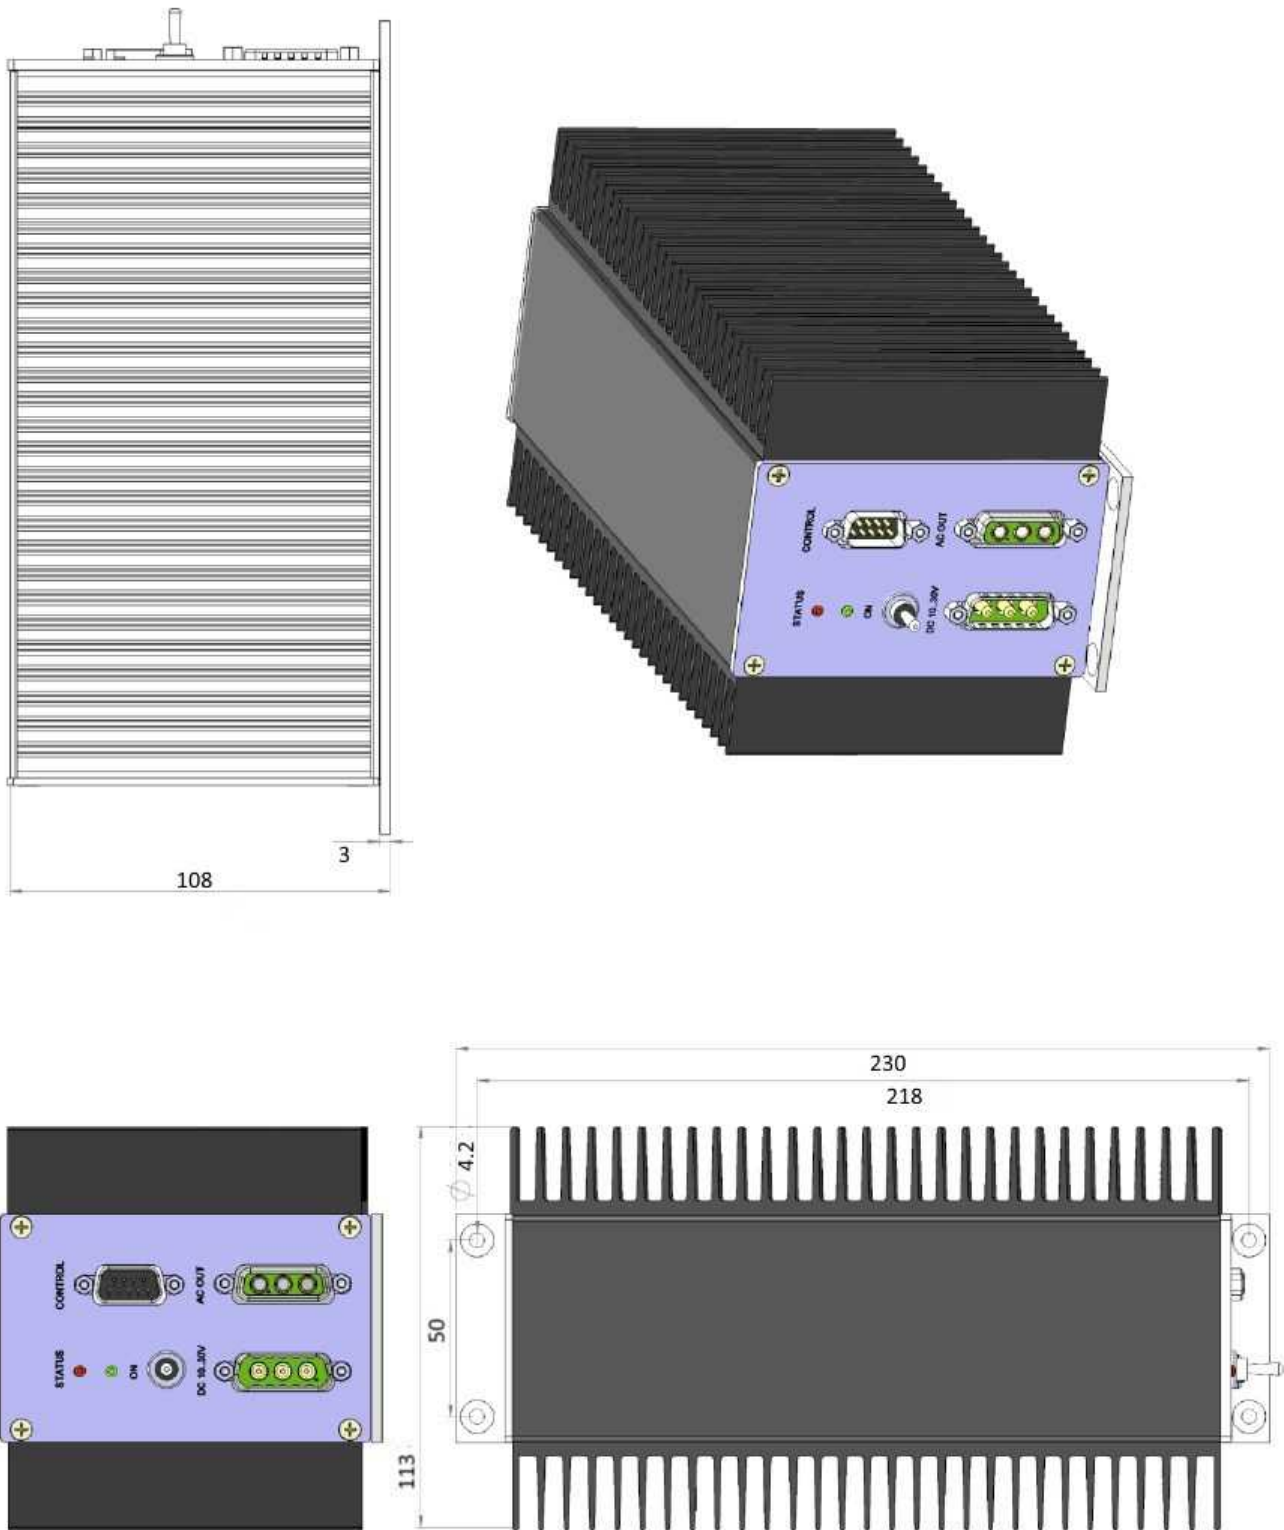 CONTROL
AC OUT
STATUS
ON
DC 10..30V
3
108
230
218
Ø 4.2
50
113
CONTROL
AC OUT
STATUS
ON
DC 10..30V